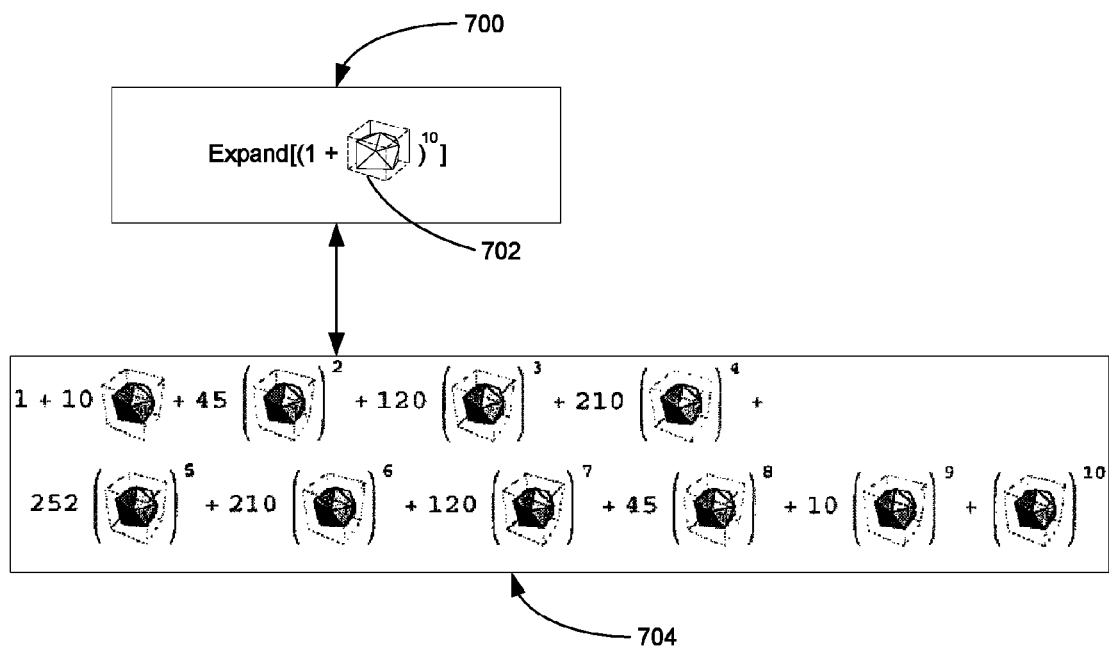 700
Expand[(1 + )10]
702
1 + 10 + 45 ( )2 + 120 ( )3 + 210 ( )4 +
252 ( )5 + 210 ( )6 + 120 ( )7 + 45 ( )8 + 10 ( )9 + ( )10
704